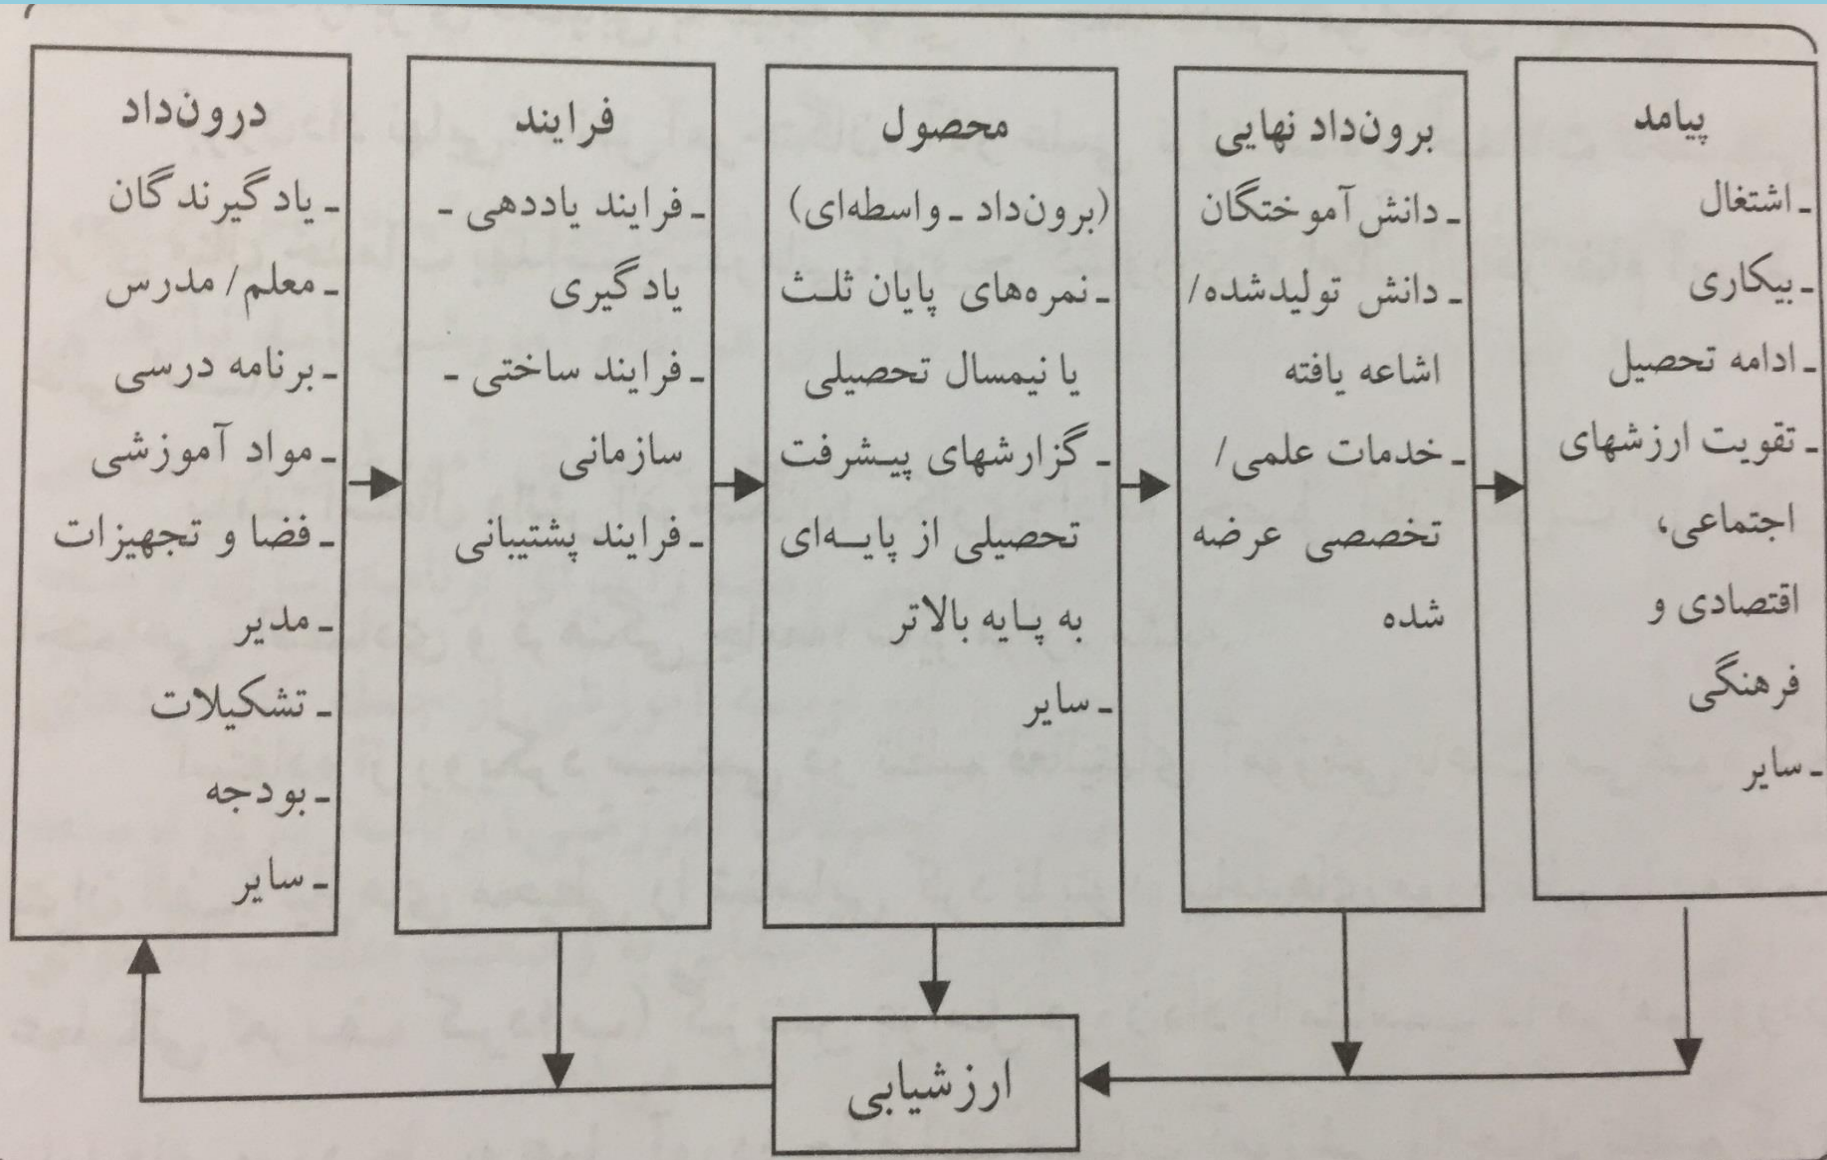 درون‌داد
ـ یادگیرندگان
ـ معلم/ مدرس
ـ برنامه درسی
ـ مواد آموزشی
ـ فضا و تجهیزات
ـ مدیر
ـ تشکیلات
ـ بودجه
ـ سایر
فرایند
ـ فرایند یاددهی ـ
یادگیری
ـ فرایند ساختی ـ
سازمانی
ـ فرایند پشتیبانی
محصول
(برون‌داد ـ واسطه‌ای)
ـ نمره‌های پایان ثلث
یا نیمسال تحصیلی
ـ گزارشهای پیشرفت
تحصیلی از پایه‌ای
به پایه بالاتر
ـ سایر
برون‌داد نهایی
ـ دانش‌آموختگان
ـ دانش تولیدشده/
اشاعه یافته
ـ خدمات علمی/
تخصصی عرضه
شده
پیامد
ـ اشتغال
ـ بیکاری
ـ ادامه تحصیل
ـ تقویت ارزشهای
اجتماعی،
اقتصادی و
فرهنگی
ـ سایر
ارزشیابی